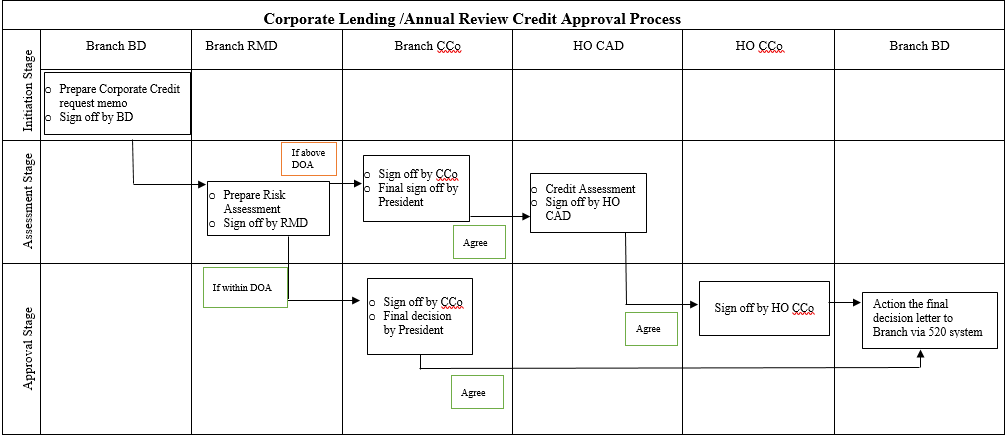 Corporate Lending /Annual Review Credit Approval Process
Branch BD
Branch RMD
Branch CCo
HO CAD
HO CCo
Branch BD
Initiation Stage
o Prepare Corporate Credit
request memo
o Sign off by BD
Assessment Stage
If above
DOA
o Prepare Risk
Assessment
o Sign off by RMD
o Sign off by CCo
o Final sign off by
President
Agree
o Credit Assessment
o Sign off by HO
CAD
Approval Stage
If within DOA
o Sign off by CCo
o Final decision
by President
Agree
Agree
Sign off by HO CCo
Action the final
decision letter to
Branch via 520 system